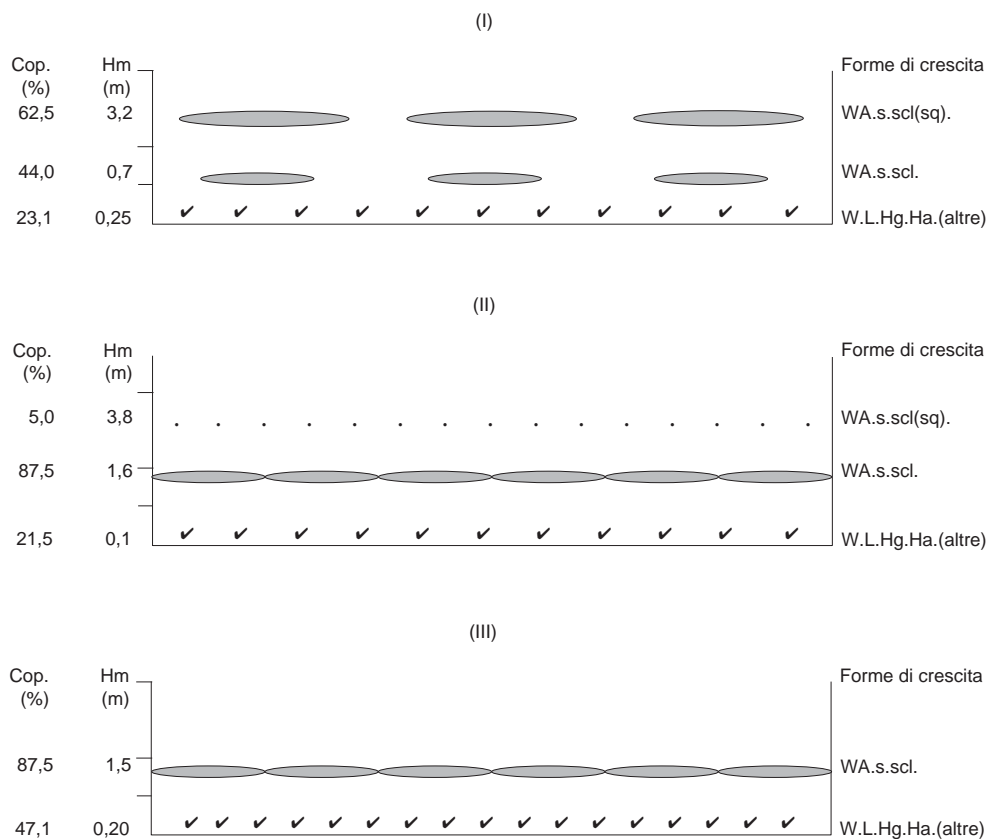 (I)
Cop. Hm Forme di crescita
(%) (m)
62,5 3,2 WA.s.scl(sq).
44,0 0,7 WA.s.scl.
23,1 0,25 W.L.Hg.Ha.(altre)
(II)
Cop. Hm Forme di crescita
(%) (m)
5,0 3,8 WA.s.scl(sq).
87,5 1,6 WA.s.scl.
21,5 0,1 W.L.Hg.Ha.(altre)
(III)
Cop. Hm Forme di crescita
(%) (m)
87,5 1,5 WA.s.scl.
47,1 0,20 W.L.Hg.Ha.(altre)